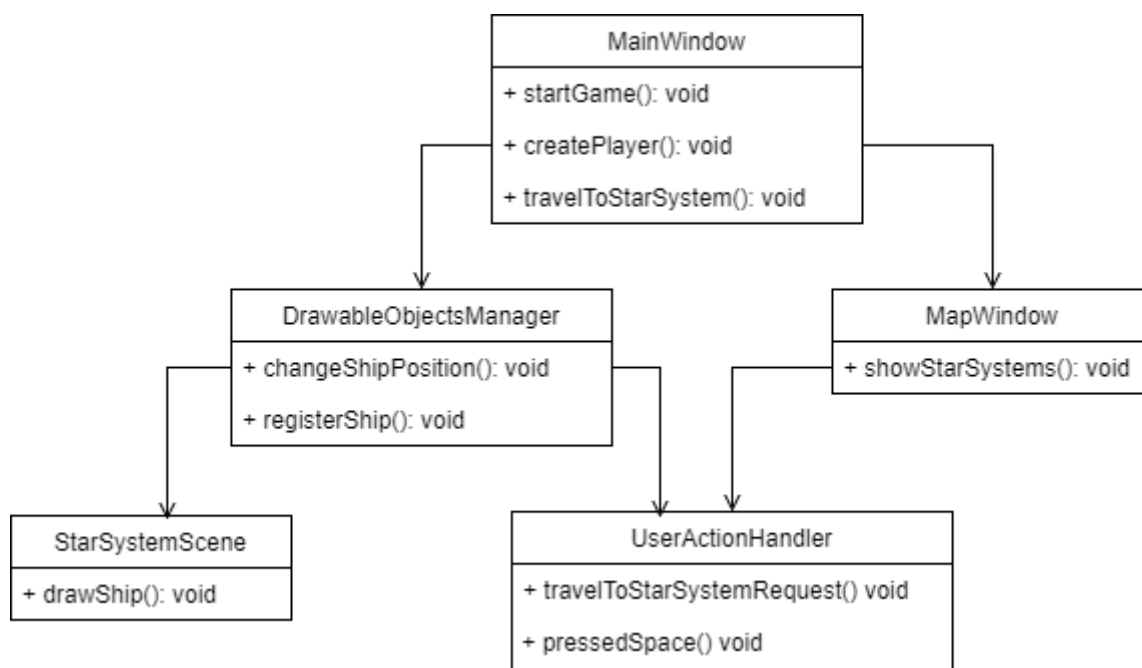 MainWindow
+ startGame(): void
+ createPlayer(): void
+ travelToStarSystem(): void
DrawableObjectsManager
+ changeShipPosition(): void
+ registerShip(): void
MapWindow
+ showStarSystems(): void
StarSystemScene
+ drawShip(): void
UserActionHandler
+ travelToStarSystemRequest() void
+ pressedSpace() void